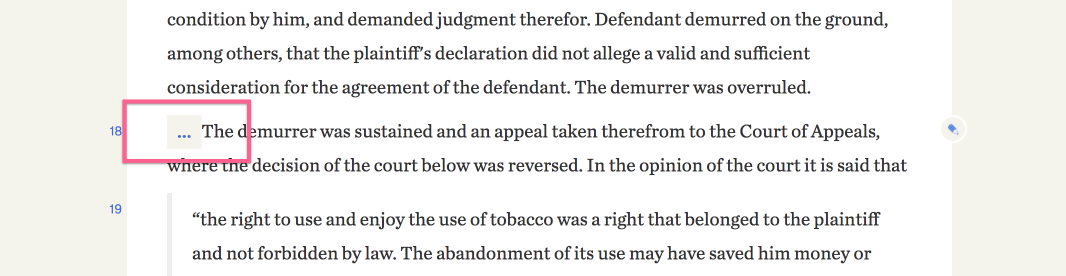 condition by him, and demanded judgment therefor. Defendant demurred on the ground,
among others, that the plaintiff's declaration did not allege a valid and sufficient
consideration for the agreement of the defendant. The demurrer was overruled.
18 ... The demurrer was sustained and an appeal taken therefrom to the Court of Appeals,
where the decision of the court below was reversed. In the opinion of the court it is said that
19 “the right to use and enjoy the use of tobacco was a right that belonged to the plaintiff
and not forbidden by law. The abandonment of its use may have saved him money or